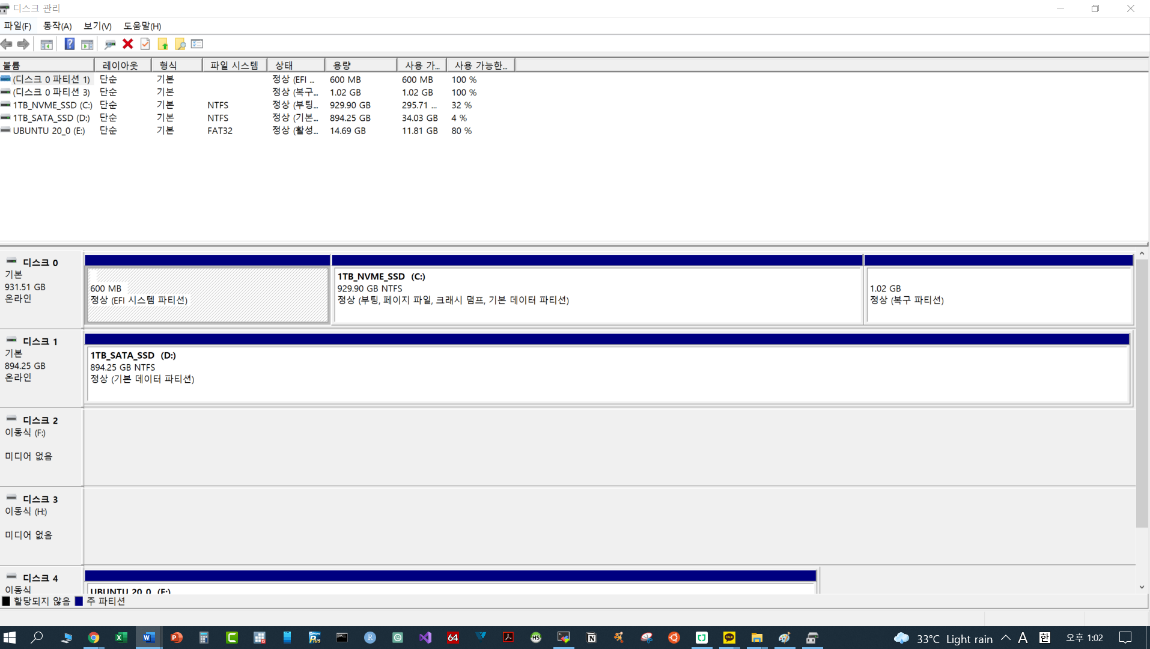 디스크 관리
파일(F) 동작(A) 보기(V) 도움말(H)
볼륨 레이아웃 형식 파일 시스템 상태 용량 사용 가... 사용 가능한...
(디스크 0 파티션 1) 단순 기본 정상 (EFI ... 600 MB 600 MB 100 %
(디스크 0 파티션 3) 단순 기본 정상 (복구... 1.02 GB 1.02 GB 100 %
1TB_NVME_SSD (C:) 단순 기본 NTFS 정상 (부팅... 929.90 GB 295.71 ... 32 %
1TB_SATA_SSD (D:) 단순 기본 NTFS 정상 (기본... 894.25 GB 34.03 GB 4 %
UBUNTU 20_0 (E:) 단순 기본 FAT32 정상 (활성... 14.69 GB 11.81 GB 80 %
디스크 0
기본
931.51 GB
온라인
600 MB
정상 (EFI 시스템 파티션)
1TB_NVME_SSD (C:)
929.90 GB NTFS
정상 (부팅, 페이지 파일, 크래시 덤프, 기본 데이터 파티션)
1.02 GB
정상 (복구 파티션)
디스크 1
기본
894.25 GB
온라인
1TB_SATA_SSD (D:)
894.25 GB NTFS
정상 (기본 데이터 파티션)
디스크 2
이동식 (F:)
미디어 없음
디스크 3
이동식 (H:)
미디어 없음
디스크 4
이동식
UBUNTU 20_0 (E:)
할당되지 않음 주 파티션
33°C Light rain A 한 오후 1:02